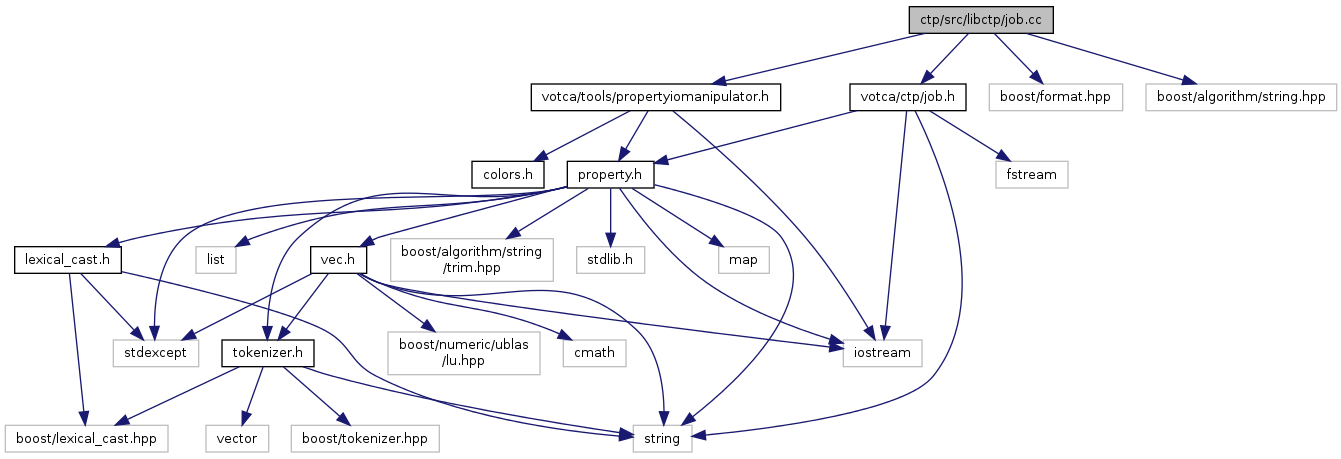 ctp/src/libctp/job.cc
votca/tools/propertyiomanipulator.h
votca/ctp/job.h
boost/format.hpp
boost/algorithm/string.hpp
colors.h
property.h
fstream
lexical_cast.h
list
vec.h
boost/algorithm/string
/trim.hpp
stdlib.h
map
stdexcept
tokenizer.h
boost/numeric/ublas
/lu.hpp
cmath
iostream
boost/lexical_cast.hpp
vector
boost/tokenizer.hpp
string